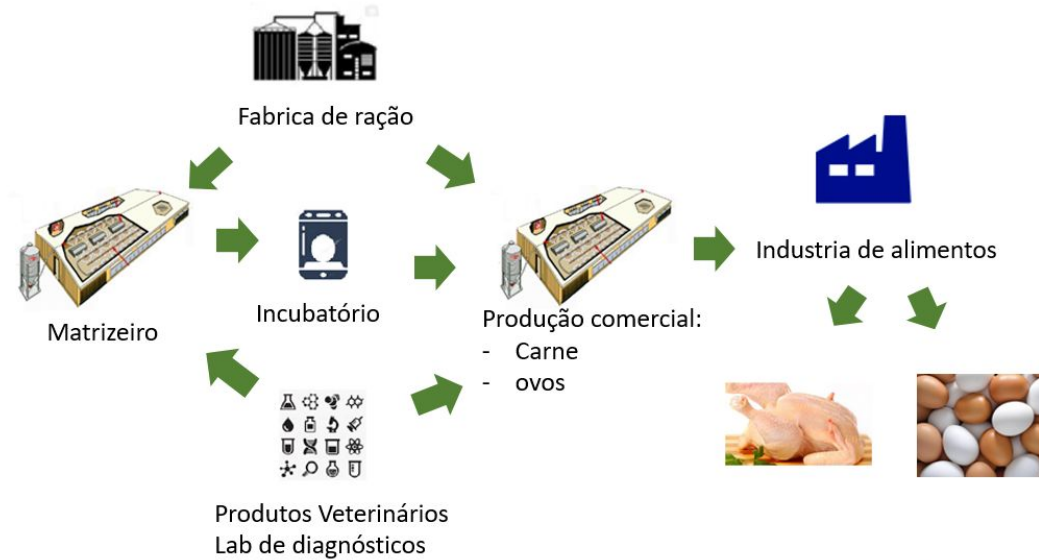 Fabrica de ração
Matrizeiro
Incubatório
Produção comercial:
- Carne
- ovos
Industria de alimentos
Produtos Veterinários
Lab de diagnósticos